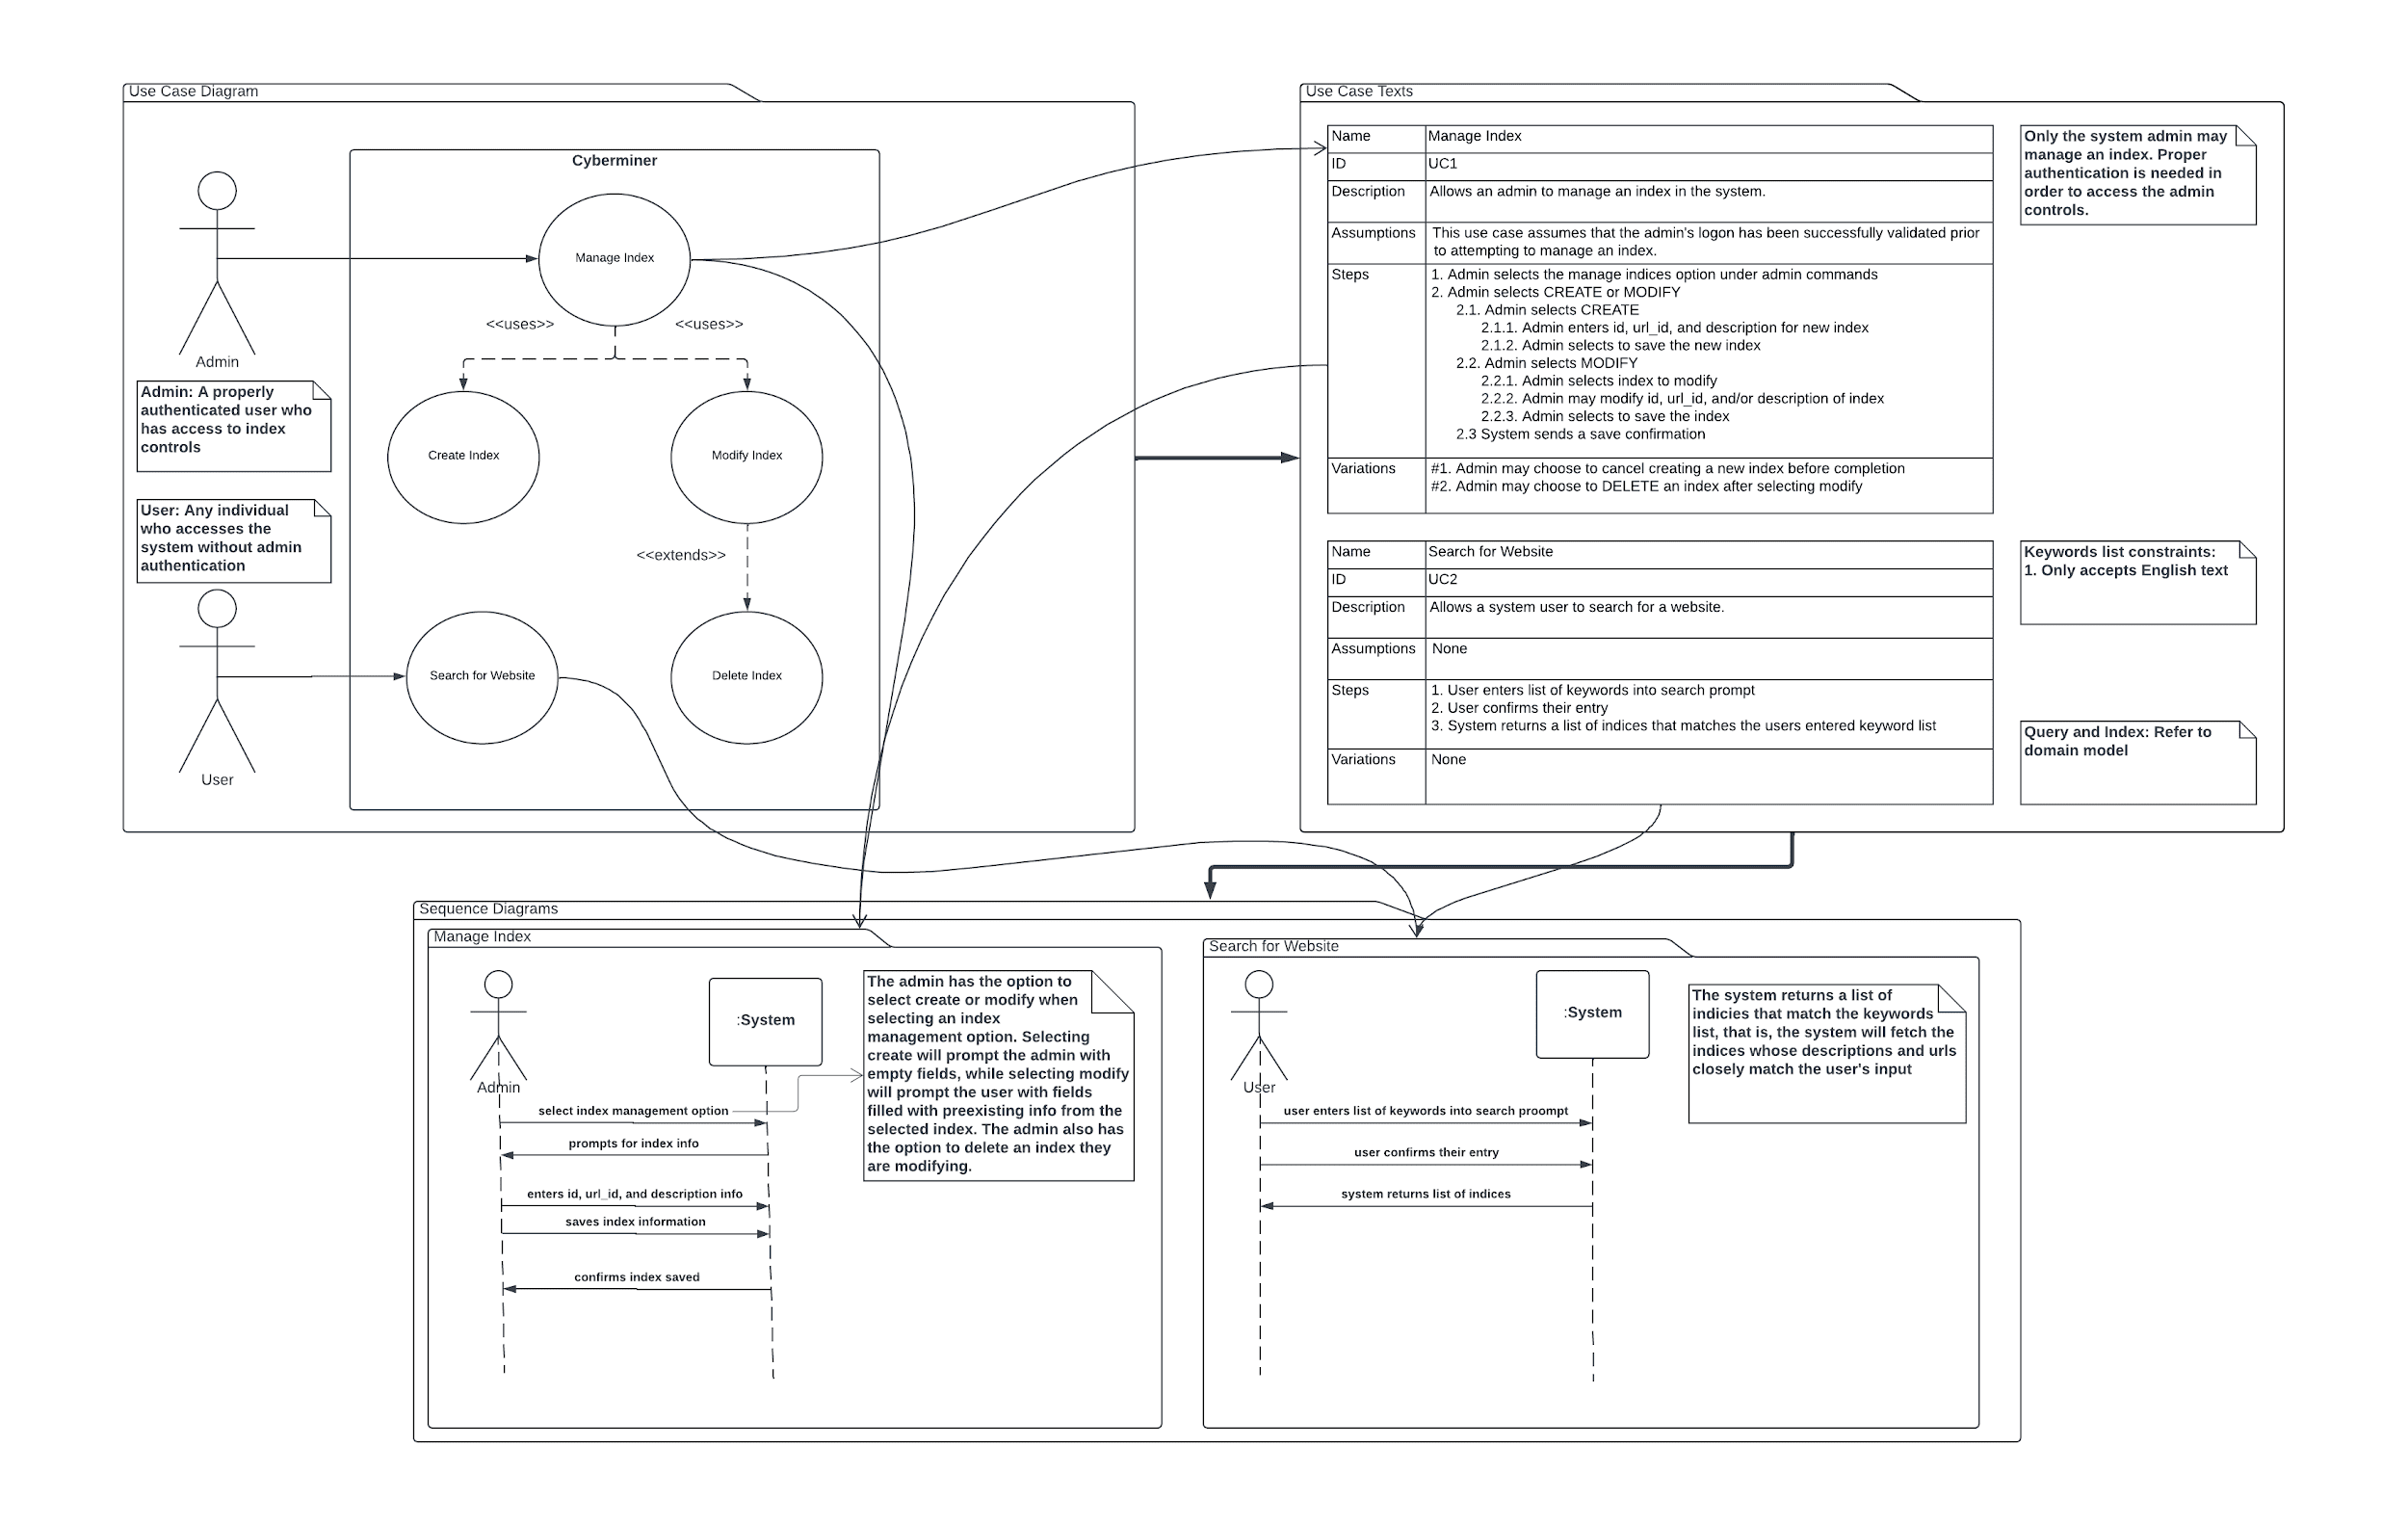 Use Case Diagram
Cyberminer
Manage Index
<<uses>>
<<uses>>
Admin
Admin: A properly
authenticated user who
has access to index
controls
Create Index
Modify Index
User: Any individual
who accesses the
system without admin
authentication
<<extends>>
Search for Website
Delete Index
User
Use Case Texts
Name
Manage Index
ID
UC1
Description
Allows an admin to manage an index in the system.
Assumptions
This use case assumes that the admin's logon has been successfully validated prior
to attempting to manage an index.
Steps
1. Admin selects the manage indices option under admin commands
2. Admin selects CREATE or MODIFY
2.1. Admin selects CREATE
2.1.1. Admin enters id, url_id, and description for new index
2.1.2. Admin selects to save the new index
2.2. Admin selects MODIFY
2.2.1. Admin selects index to modify
2.2.2. Admin may modify id, url_id, and/or description of index
2.2.3. Admin selects to save the index
2.3 System sends a save confirmation
Variations
#1. Admin may choose to cancel creating a new index before completion
#2. Admin may choose to DELETE an index after selecting modify
Only the system admin may
manage an index. Proper
authentication is needed in
order to access the admin
controls.
Name
Search for Website
ID
UC2
Description
Allows a system user to search for a website.
Assumptions
None
Steps
1. User enters list of keywords into search prompt
2. User confirms their entry
3. System returns a list of indices that matches the users entered keyword list
Variations
None
Keywords list constraints:
1. Only accepts English text
Query and Index: Refer to
domain model
Sequence Diagrams
Manage Index
Admin
:System
select index management option
prompts for index info
enters id, url_id, and description info
saves index information
confirms index saved
The admin has the option to
select create or modify when
selecting an index
management option. Selecting
create will prompt the admin with
empty fields, while selecting modify
will prompt the user with fields
filled with preexisting info from the
selected index. The admin also has
the option to delete an index they
are modifying.
Search for Website
User
:System
user enters list of keywords into search proompt
user confirms their entry
system returns list of indices
The system returns a list of
indicies that match the keywords
list, that is, the system will fetch the
indices whose descriptions and urls
closely match the user's input